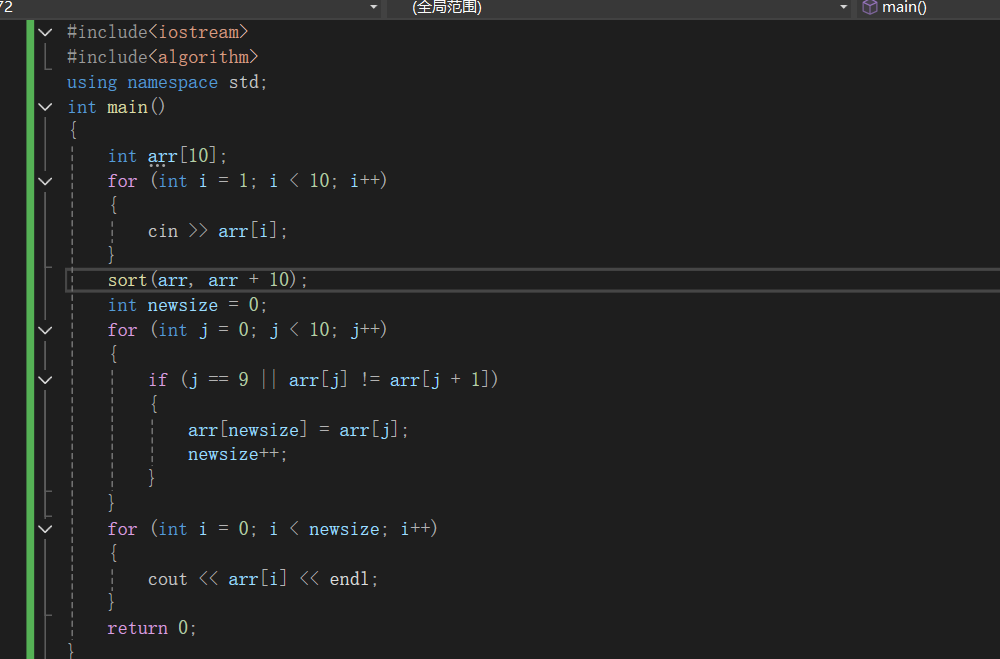 72 (全局范围) main()
#include<iostream>
#include<algorithm>
using namespace std;
int main()
{
    int arr[10];
    for (int i = 1; i < 10; i++)
    {
        cin >> arr[i];
    }
    sort(arr, arr + 10);
    int newsize = 0;
    for (int j = 0; j < 10; j++)
    {
        if (j == 9 || arr[j] != arr[j + 1])
        {
            arr[newsize] = arr[j];
            newsize++;
        }
    }
    for (int i = 0; i < newsize; i++)
    {
        cout << arr[i] << endl;
    }
    return 0;
}